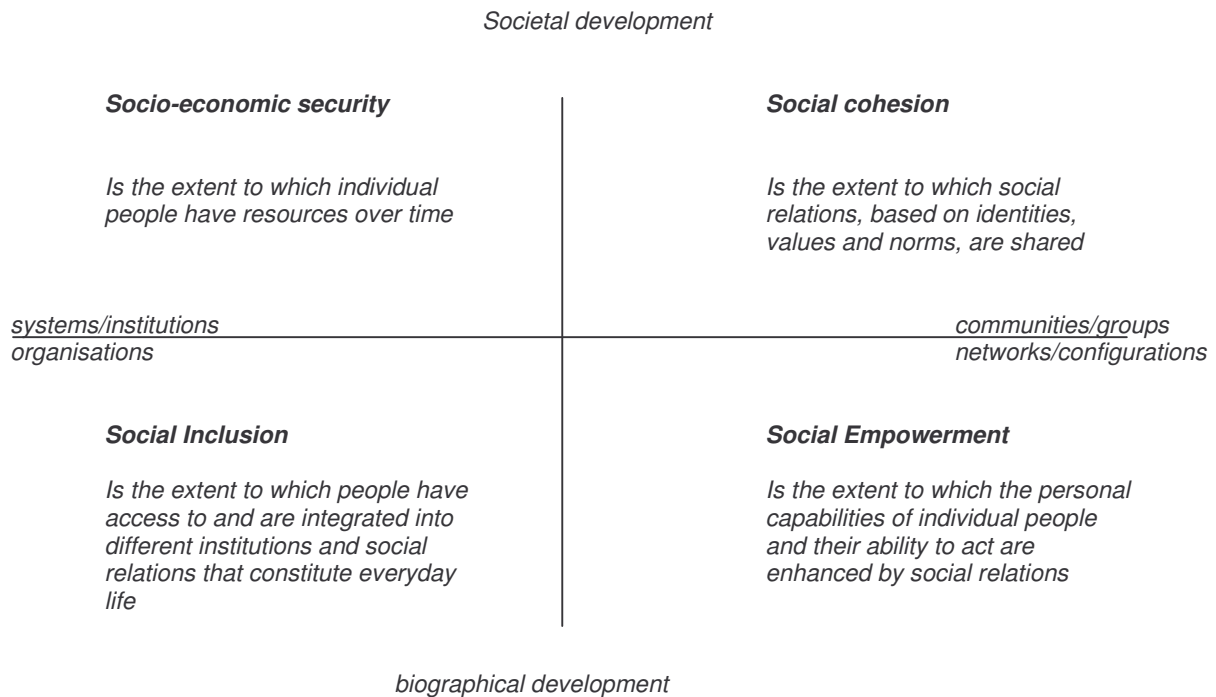 Societal development
Socio-economic security
Is the extent to which individual
people have resources over time
Social cohesion
Is the extent to which social
relations, based on identities,
values and norms, are shared
systems/institutions
organisations
communities/groups
networks/configurations
Social Inclusion
Is the extent to which people have
access to and are integrated into
different institutions and social
relations that constitute everyday
life
Social Empowerment
Is the extent to which the personal
capabilities of individual people
and their ability to act are
enhanced by social relations
biographical development